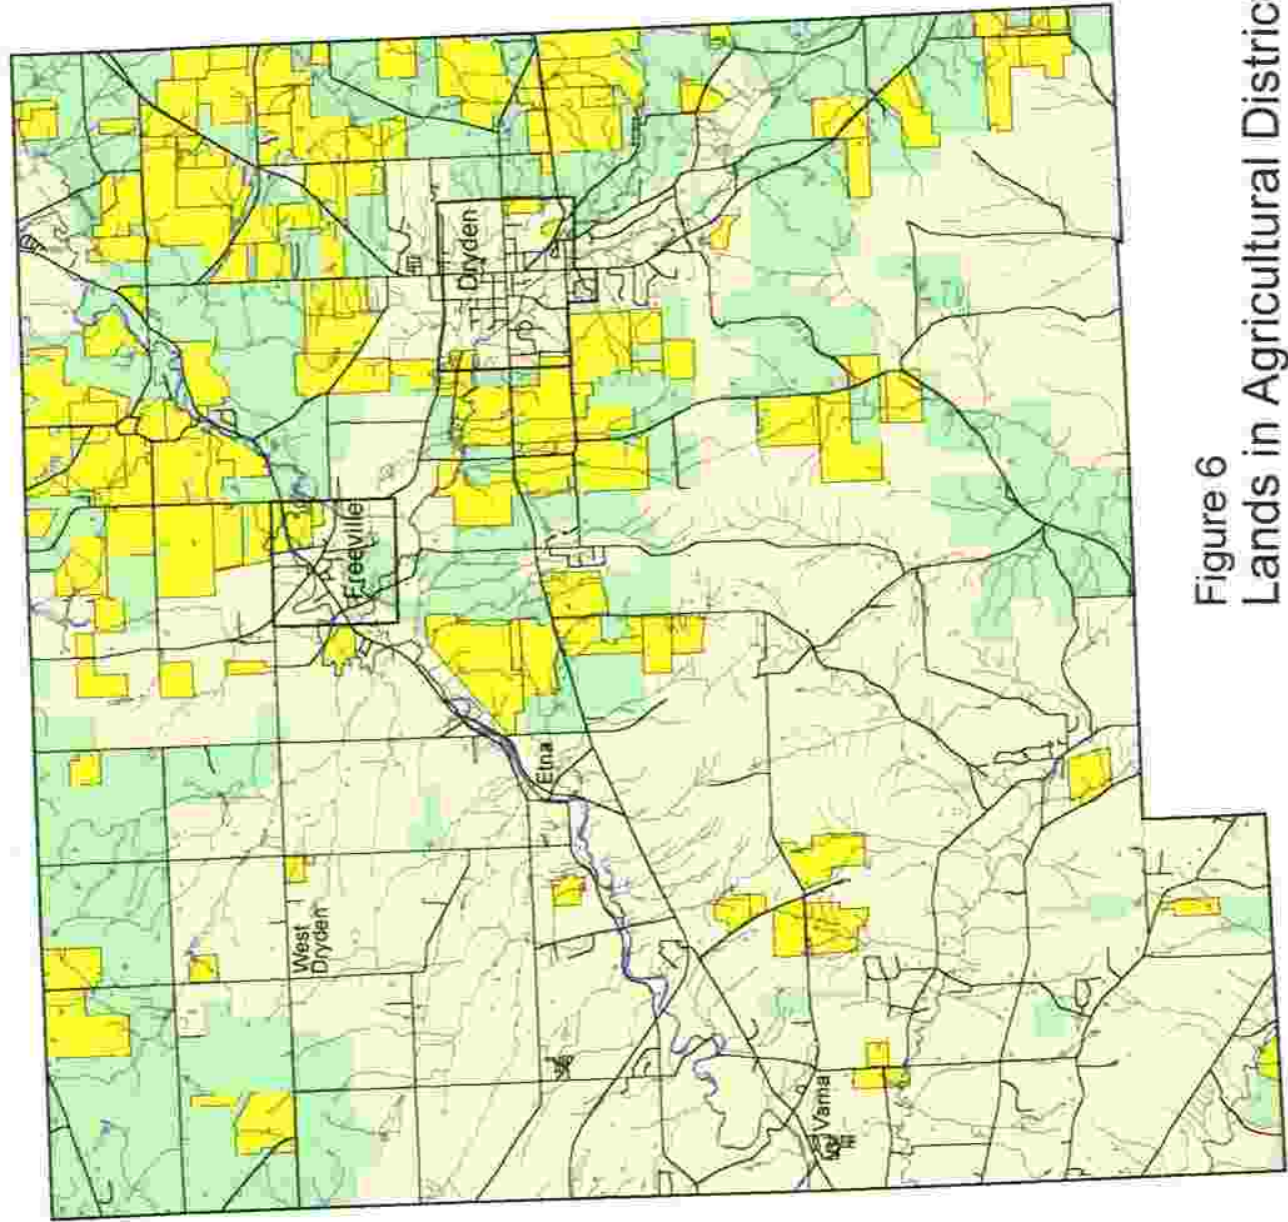 Dryden
Freeville
Etna
West
Dryden
Varna
Figure 6
Lands in Agricultural Distric